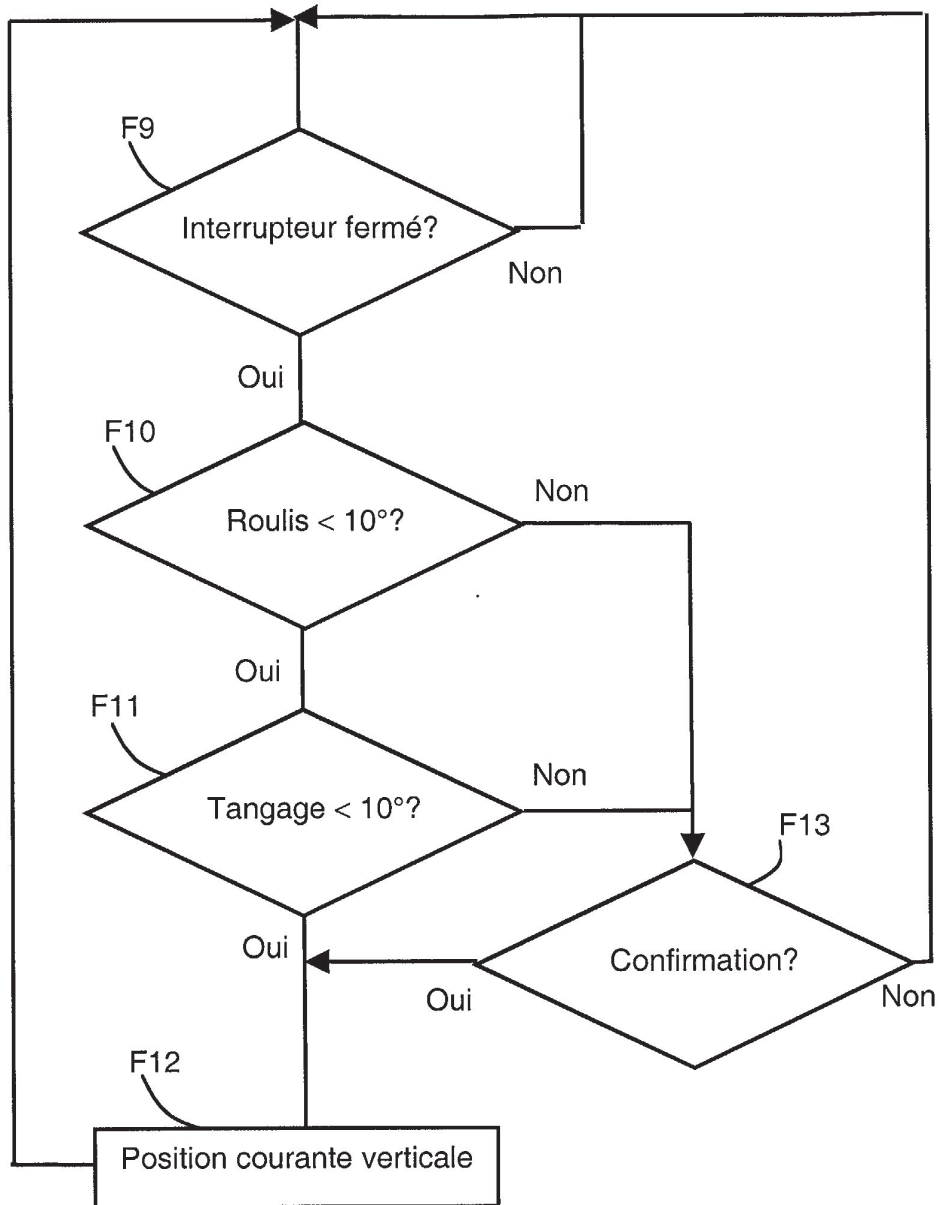 F9
Interrupteur fermé?
Non
Oui
F10
Non
Roulis < 10°?
Oui
F11
Non
Tangage < 10°?
F13
Oui
Confirmation?
Oui
Non
F12
Position courante verticale